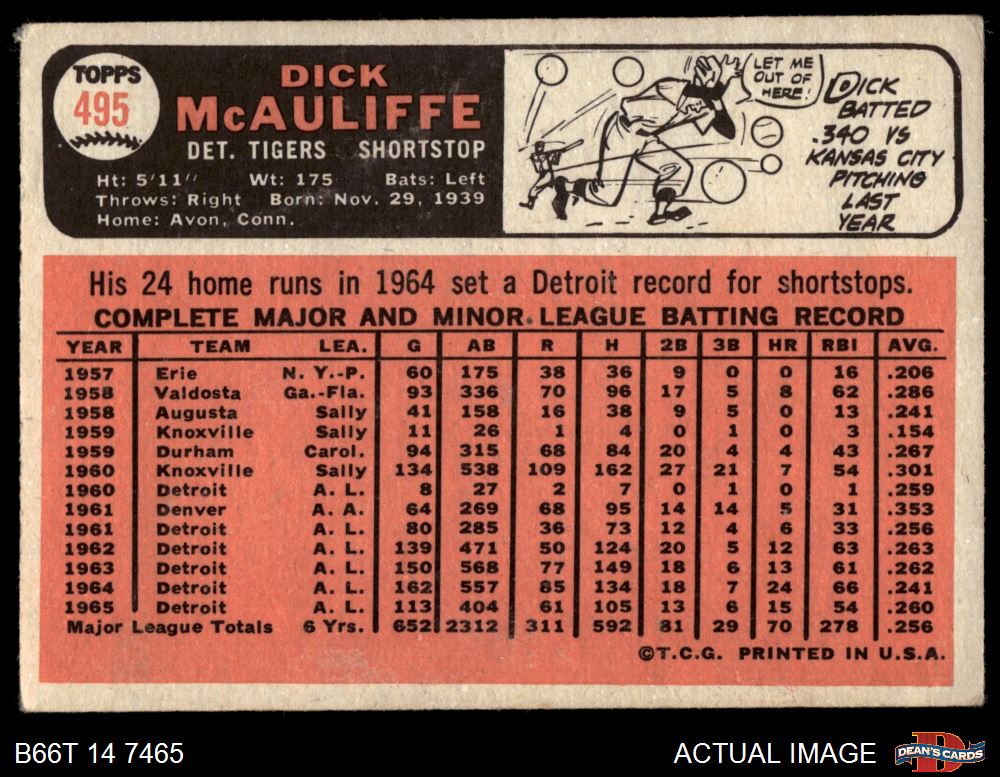 TOPPS
495
DICK
McAULIFFE
DET. TIGERS SHORTSTOP
Ht: 5'11" Wt: 175 Bats: Left
Throws: Right Born: Nov. 29, 1939
Home: Avon, Conn.
LET ME
OUT OF
HERE!
DICK
BATTED
.340 VS
KANSAS CITY
PITCHING
LAST
YEAR
His 24 home runs in 1964 set a Detroit record for shortstops.
COMPLETE MAJOR AND MINOR LEAGUE BATTING RECORD
YEAR TEAM LEA. G AB R H 2B 3B HR RBI AVG.
1957 Erie N. Y.-P. 60 175 38 36 9 0 0 16 .206
1958 Valdosta Ga.-Fla. 93 336 70 96 17 5 8 62 .286
1958 Augusta Sally 41 158 16 38 9 5 0 13 .241
1959 Knoxville Sally 11 26 1 4 0 1 0 3 .154
1959 Durham Carol. 94 315 68 84 20 4 4 43 .267
1960 Knoxville Sally 134 538 109 162 27 21 7 54 .301
1960 Detroit A. L. 8 27 2 7 0 1 0 1 .259
1961 Denver A. A. 64 269 68 95 14 14 5 31 .353
1961 Detroit A. L. 80 285 36 73 12 4 6 33 .256
1962 Detroit A. L. 139 471 50 124 20 5 12 63 .263
1963 Detroit A. L. 150 568 77 149 18 6 13 61 .262
1964 Detroit A. L. 162 557 85 134 18 7 24 66 .241
1965 Detroit A. L. 113 404 61 105 13 6 15 54 .260
Major League Totals 6 Yrs. 652 2312 311 592 81 29 70 278 .256
©T.C.G. PRINTED IN U.S.A.
B66T 14 7465
ACTUAL IMAGE
DEAN'S CARDS